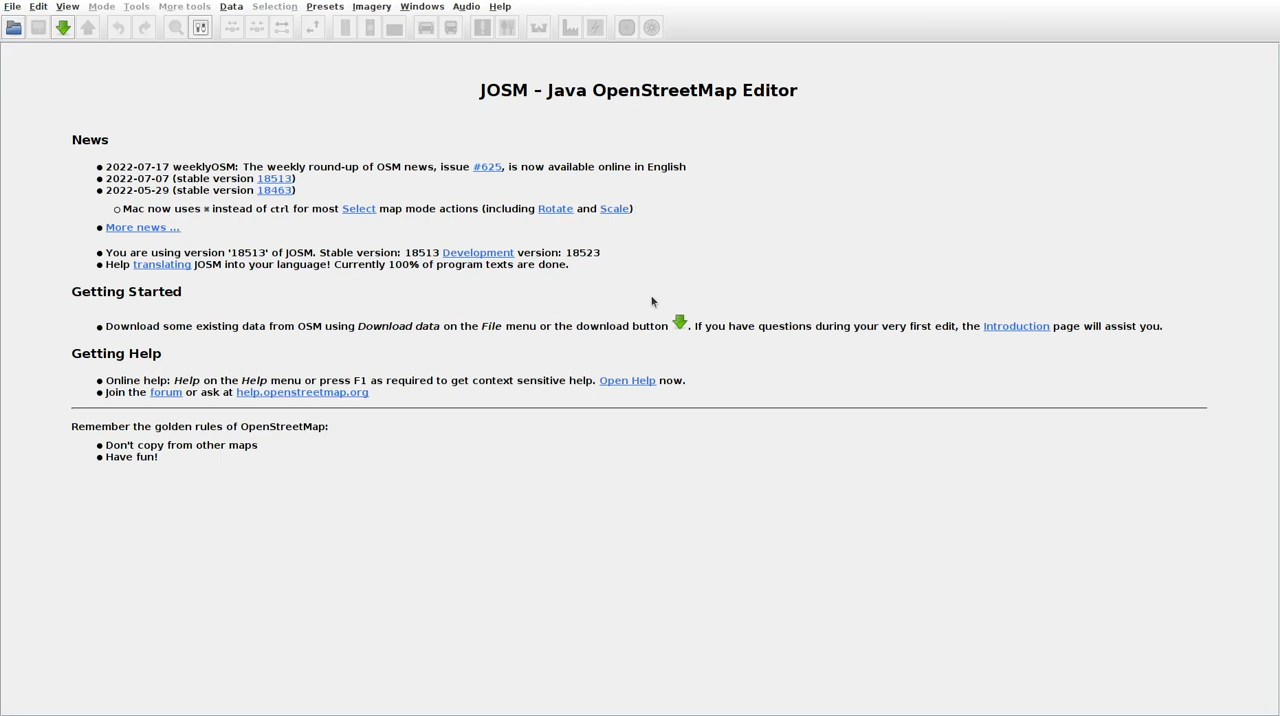 File Edit View Mode Tools More tools Data Selection Presets Imagery Windows Audio Help
JOSM – Java OpenStreetMap Editor
News
2022-07-17 weeklyOSM: The weekly round-up of OSM news, issue #625, is now available online in English
2022-07-07 (stable version 18513)
2022-05-29 (stable version 18463)
Mac now uses ⌘ instead of ctrl for most Select map mode actions (including Rotate and Scale)
More news ...
You are using version '18513' of JOSM. Stable version: 18513 Development version: 18523
Help translating JOSM into your language! Currently 100% of program texts are done.
Getting Started
Download some existing data from OSM using Download data on the File menu or the download button . If you have questions during your very first edit, the Introduction page will assist you.
Getting Help
Online help: Help on the Help menu or press F1 as required to get context sensitive help. Open Help now.
Join the forum or ask at help.openstreetmap.org
Remember the golden rules of OpenStreetMap:
Don't copy from other maps
Have fun!